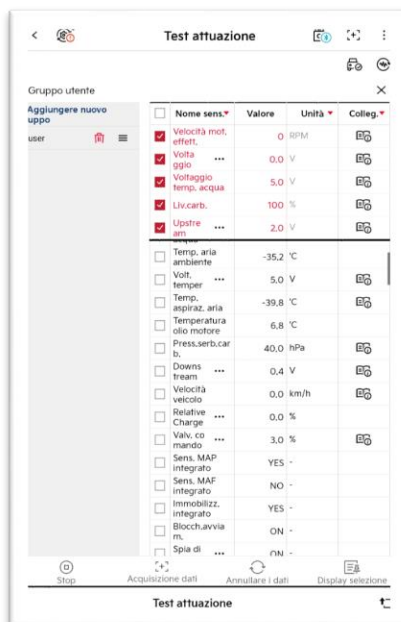 Test attuazione
Gruppo utente
Aggiungere nuovo
uppo
user
Nome sens. Valore Unità Colleg.
Velocità mot.
effett. 0 RPM
Volta ...
ggio 0,0 V
Voltaggio
temp. acqua 5,0 V
Liv.carb. 100 %
Upstre ...
am 2,0 V
acqua
Temp. aria
ambiente -35,2 ℃
Volt. ...
temper 5,0 V
Temp.
aspiraz. aria -39,8 ℃
Temperatura
olio motore 6,8 ℃
Press.serb.car
b. 40,0 hPa
Downs ...
tream 0,4 V
Velocità
veicolo 0,0 km/h
Relative ...
Charge 0,0 %
Valv. co ...
mando 3,0 %
Sens. MAP
integrato YES -
Sens. MAF
integrato NO -
Immobilizz.
integrato YES -
Blocch.avvia
m. ON -
Spia di ... ON -
Stop Acquisizione dati Annullare i dati Display selezione
Test attuazione